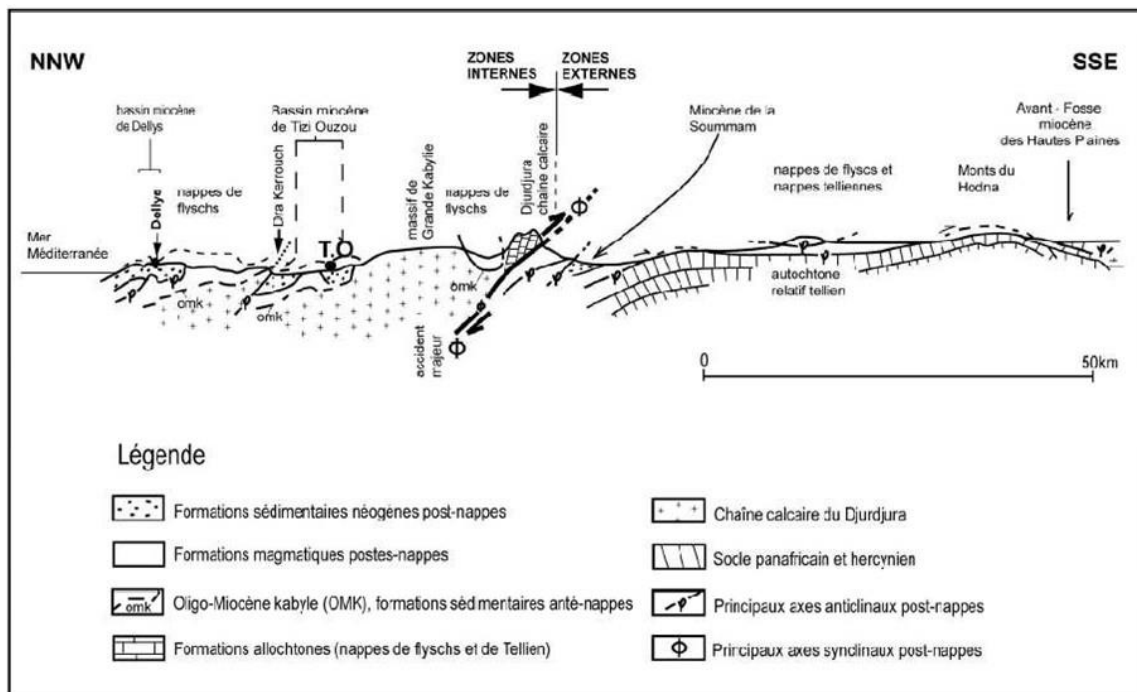 NNW
SSE
ZONES
INTERNES
ZONES
EXTERNES
bassin miocène
de Dellys
Bassin miocène
de Tizi Ouzou
Miocène de la
Soummam
Avant - Fosse
miocène
des Hautes Plaines
Mer
Méditerranée
Dellys
nappes de
flyschs
Dra Kerrouch
T.O
massif de
Grande Kabylie
nappes de
flyschs
Djurdjura
chaîne calcaire
nappes de flyscs et
nappes telliennes
Monts du
Hodna
omk
omk
omk
autochtone
relatif tellien
accident
majeur
Φ
Φ
0
50km
Légende
Formations sédimentaires néogènes post-nappes
Formations magmatiques postes-nappes
omk
Oligo-Miocène kabyle (OMK), formations sédimentaires anté-nappes
Formations allochtones (nappes de flyschs et de Tellien)
Chaîne calcaire du Djurdjura
Socle panafricain et hercynien
Principaux axes anticlinaux post-nappes
Φ
Principaux axes synclinaux post-nappes